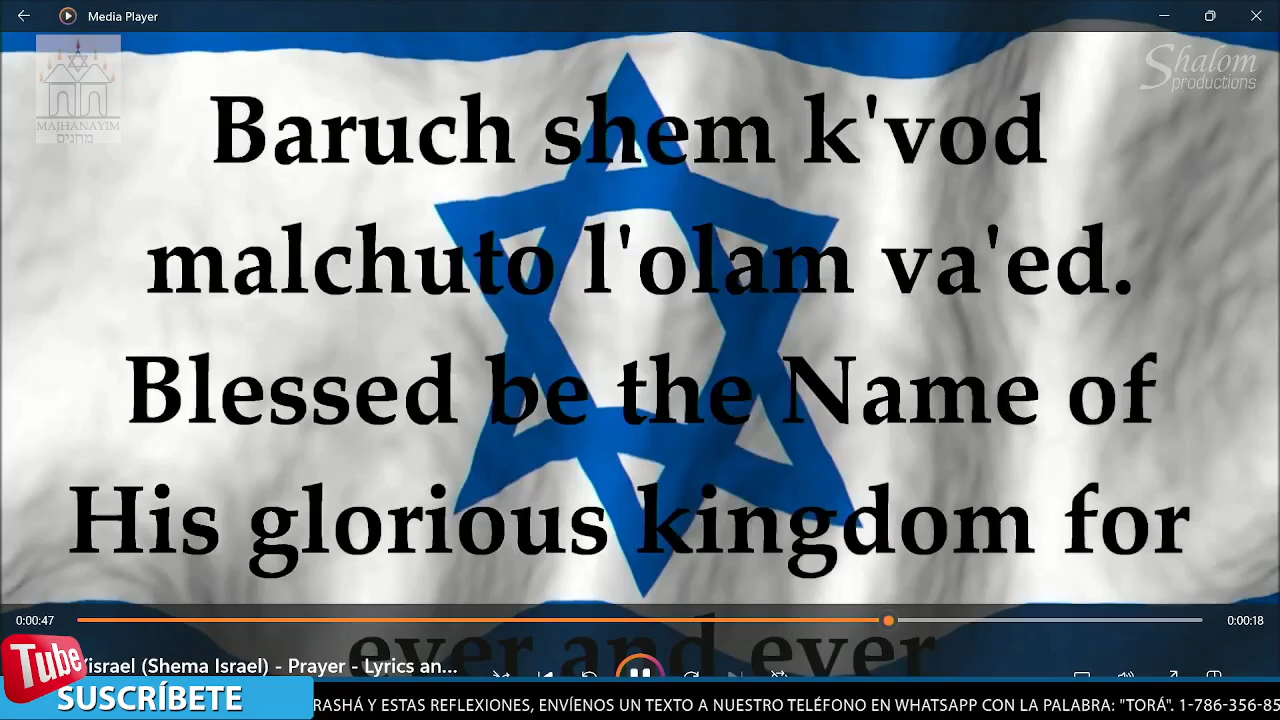 Media Player
MAJHANAYIM
מחניים
Shalom
productions
Baruch shem k'vod
malchuto l'olam va'ed.
Blessed be the Name of
His glorious kingdom for
ever and ever
0:00:47
0:00:18
Yisrael (Shema Israel) - Prayer - Lyrics an...
Tube
SUSCRÍBETE
RASHÁ Y ESTAS REFLEXIONES, ENVÍENOS UN TEXTO A NUESTRO TELÉFONO EN WHATSAPP CON LA PALABRA: "TORÁ". 1-786-356-85